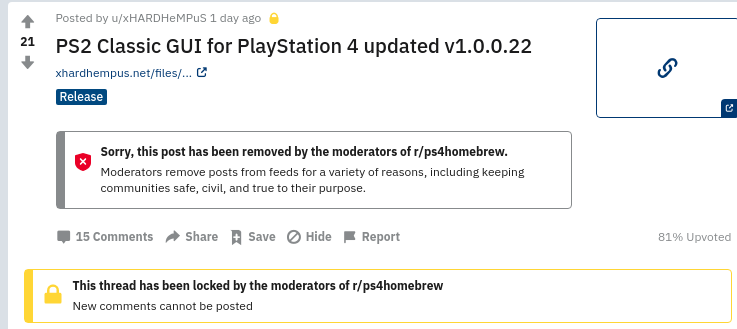 Posted by u/xHARDHeMPuS 1 day ago
21
PS2 Classic GUI for PlayStation 4 updated v1.0.0.22
xhardhempus.net/files/...
Release
Sorry, this post has been removed by the moderators of r/ps4homebrew.
Moderators remove posts from feeds for a variety of reasons, including keeping
communities safe, civil, and true to their purpose.
15 Comments Share Save Hide Report 81% Upvoted
This thread has been locked by the moderators of r/ps4homebrew
New comments cannot be posted